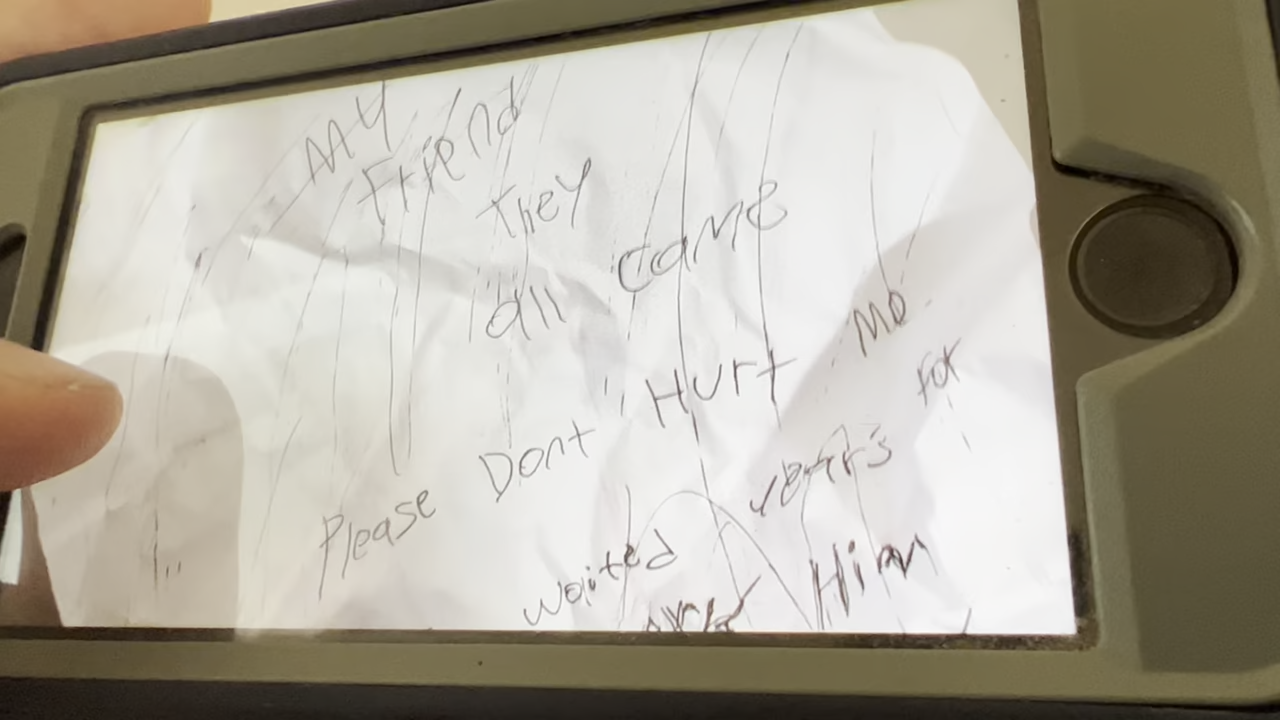 My
friend
they
all came
Please Dont Hurt Me
waited years for
Him